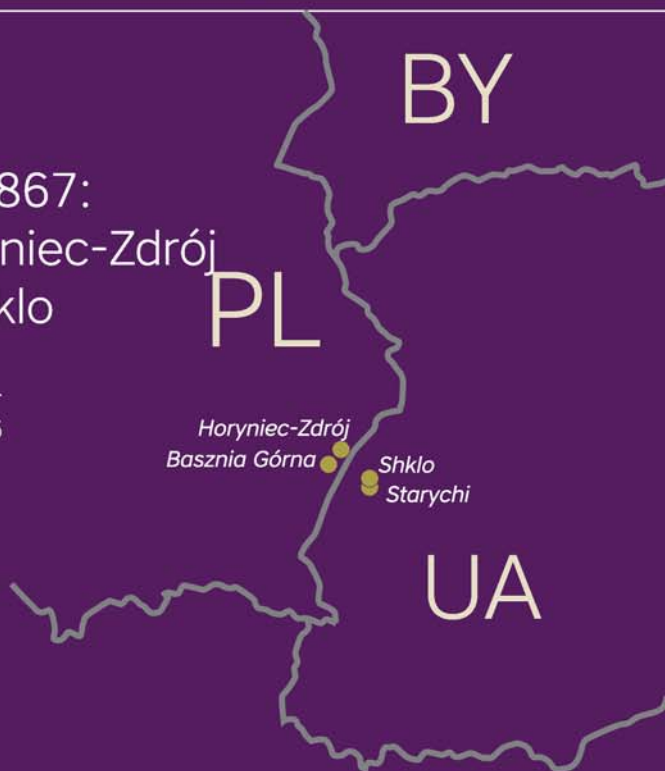 BY
867:
niec-Zdrój
klo
PL
Horyniec-Zdrój
Basznia Górna
Shklo
Starychi
UA